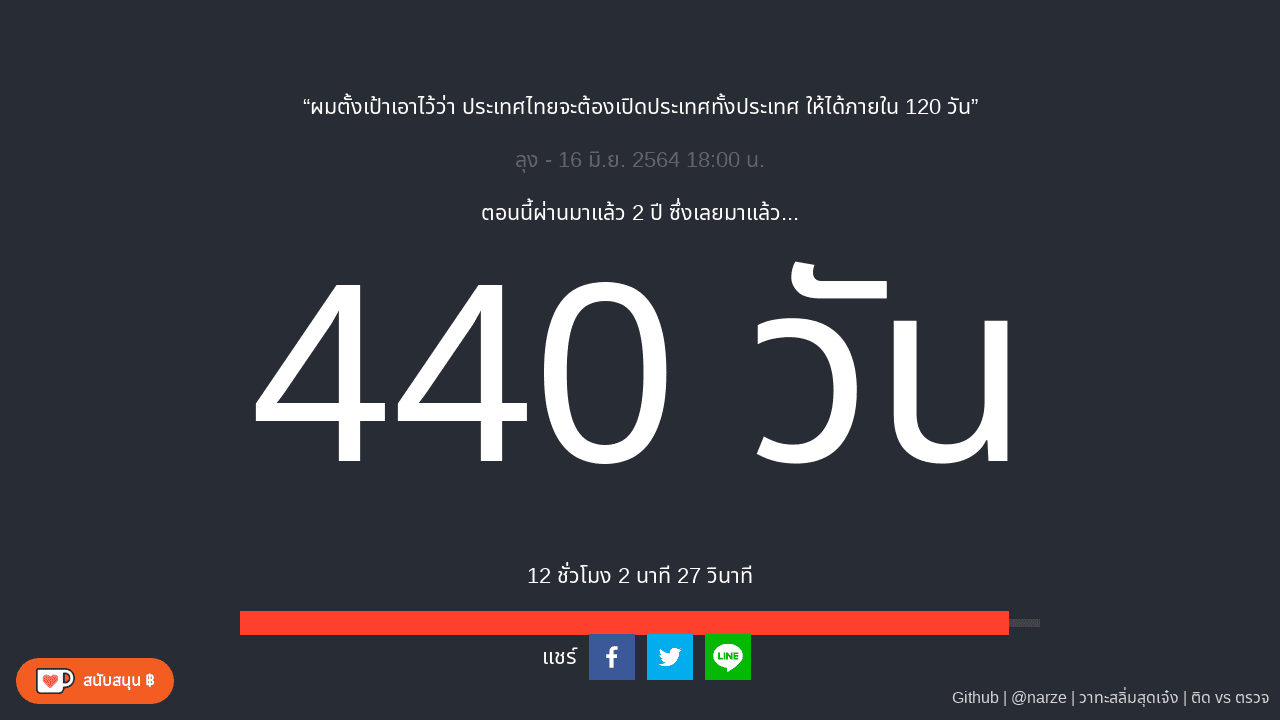 “ผมตั้งเป้าเอาไว้ว่า ประเทศไทยจะต้องเปิดประเทศทั้งประเทศ ให้ได้ภายใน 120 วัน”
ลุง - 16 มิ.ย. 2564 18:00 น.
ตอนนี้ผ่านมาแล้ว 2 ปี ซึ่งเลยมาแล้ว...
440 วัน
12 ชั่วโมง 2 นาที 27 วินาที
แชร์
LINE
สนับสนุน ฿
Github | @narze | วาทะสลิ่มสุดเจ๋ง | ติด vs ตรวจ